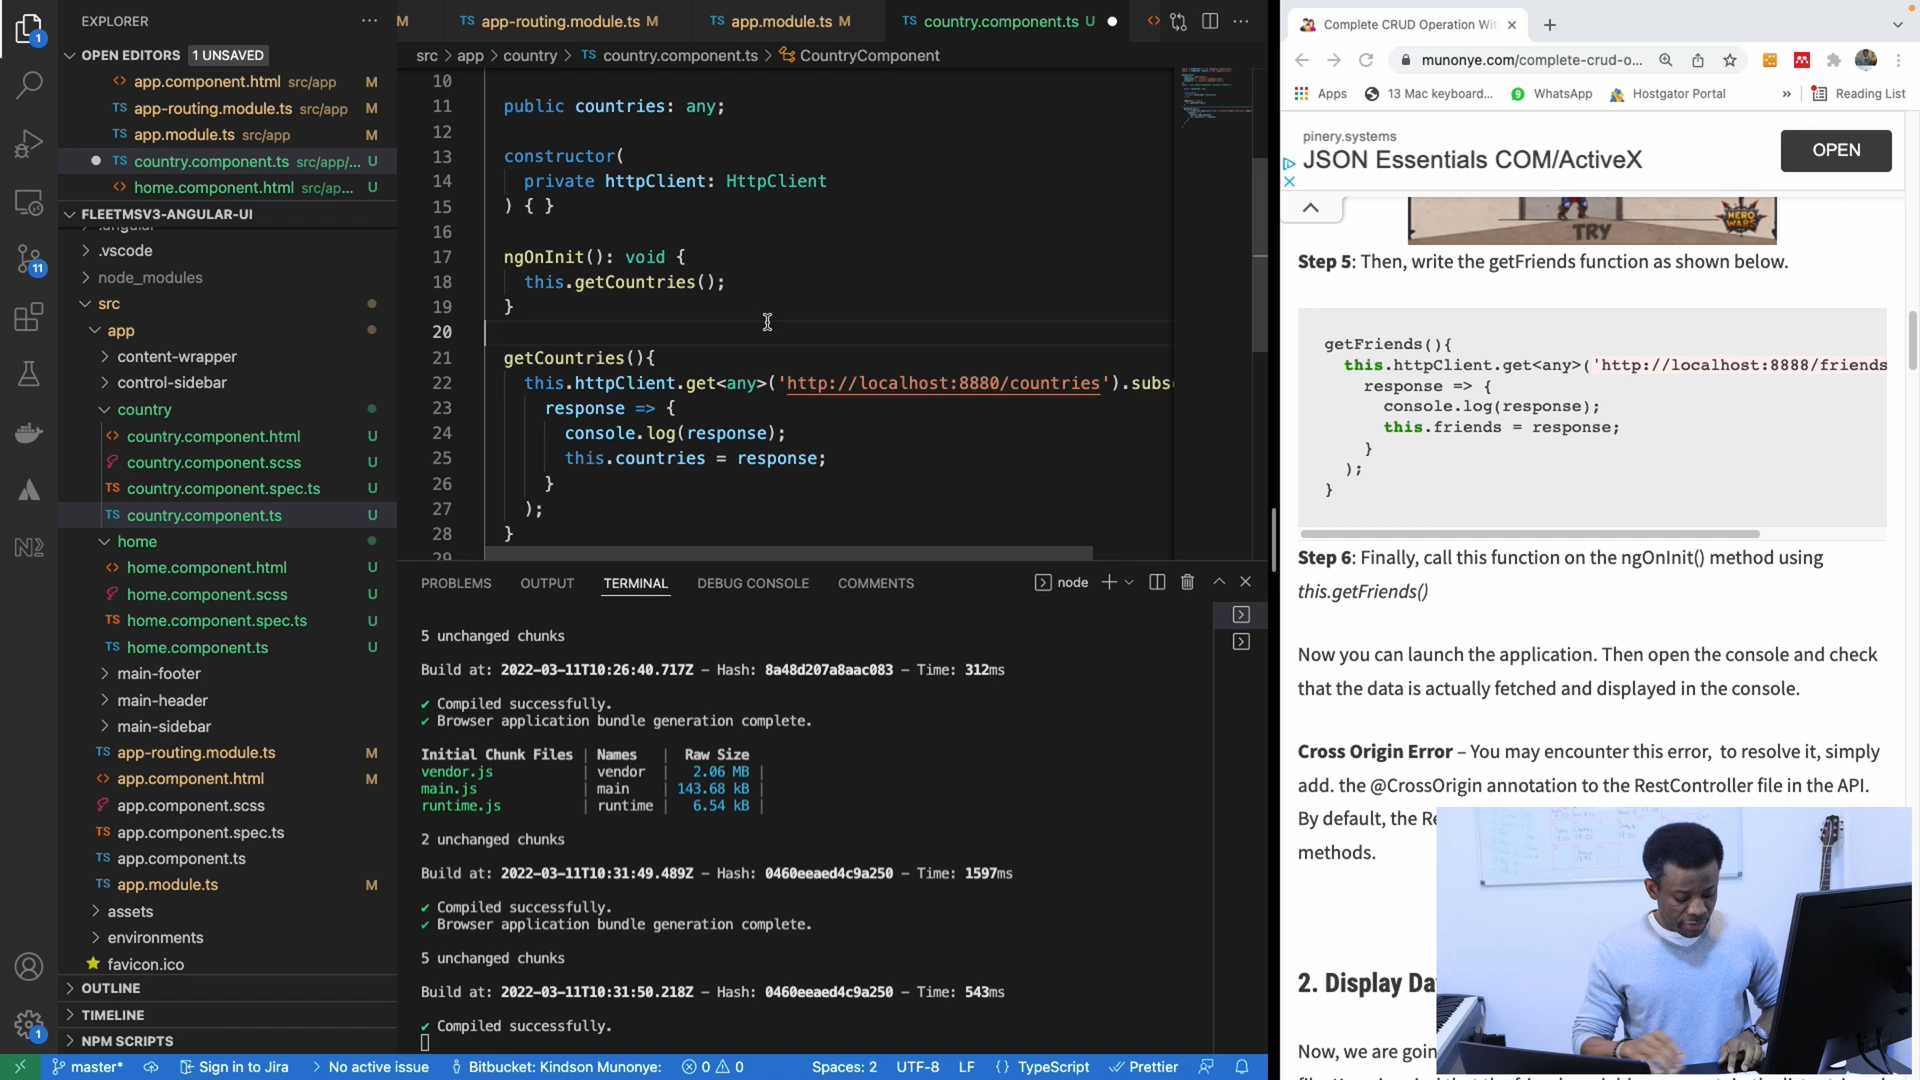 EXPLORER
OPEN EDITORS 1 UNSAVED
app.component.html src/app M
app-routing.module.ts src/app M
app.module.ts src/app M
country.component.ts src/app/... U
home.component.html src/ap... U
FLEETMSV3-ANGULAR-UI
.angular
.vscode
node_modules
src
app
content-wrapper
control-sidebar
country
country.component.html U
country.component.scss U
country.component.spec.ts U
country.component.ts U
home
home.component.html U
home.component.scss U
home.component.spec.ts U
home.component.ts U
main-footer
main-header
main-sidebar
app-routing.module.ts M
app.component.html M
app.component.scss
app.component.spec.ts
app.component.ts
app.module.ts M
assets
environments
favicon.ico
OUTLINE
TIMELINE
NPM SCRIPTS
1
11
1
M app-routing.module.ts M app.module.ts M country.component.ts U
src > app > country > TS country.component.ts > CountryComponent
10
11 public countries: any;
12
13 constructor(
14 private httpClient: HttpClient
15 ) { }
16
17 ngOnInit(): void {
18 this.getCountries();
19 }
20
21 getCountries(){
22 this.httpClient.get<any>('http://localhost:8880/countries').subs
23 response => {
24 console.log(response);
25 this.countries = response;
26 }
27 );
28 }
29
PROBLEMS OUTPUT TERMINAL DEBUG CONSOLE COMMENTS node
5 unchanged chunks
Build at: 2022-03-11T10:26:40.717Z - Hash: 8a48d207a8aac083 - Time: 312ms
✔ Compiled successfully.
✔ Browser application bundle generation complete.
Initial Chunk Files | Names | Raw Size
vendor.js | vendor | 2.06 MB |
main.js | main | 143.68 kB |
runtime.js | runtime | 6.54 kB |
2 unchanged chunks
Build at: 2022-03-11T10:31:49.489Z - Hash: 0460eeaed4c9a250 - Time: 1597ms
✔ Compiled successfully.
✔ Browser application bundle generation complete.
5 unchanged chunks
Build at: 2022-03-11T10:31:50.218Z - Hash: 0460eeaed4c9a250 - Time: 543ms
✔ Compiled successfully.
master* Sign in to Jira No active issue Bitbucket: Kindson Munonye: 0 0 Spaces: 2 UTF-8 LF {} TypeScript Prettier
Complete CRUD Operation Wit
munonye.com/complete-crud-o...
Apps 13 Mac keyboard... WhatsApp Hostgator Portal » Reading List
pinery.systems
JSON Essentials COM/ActiveX
OPEN
TRY
HERO WARS
Step 5: Then, write the getFriends function as shown below.
getFriends(){
this.httpClient.get<any>('http://localhost:8888/friends
response => {
console.log(response);
this.friends = response;
}
);
}
Step 6: Finally, call this function on the ngOnInit() method using
this.getFriends()
Now you can launch the application. Then open the console and check
that the data is actually fetched and displayed in the console.
Cross Origin Error – You may encounter this error, to resolve it, simply
add. the @CrossOrigin annotation to the RestController file in the API.
By default, the Re
methods.
2. Display Da
Now, we are goin